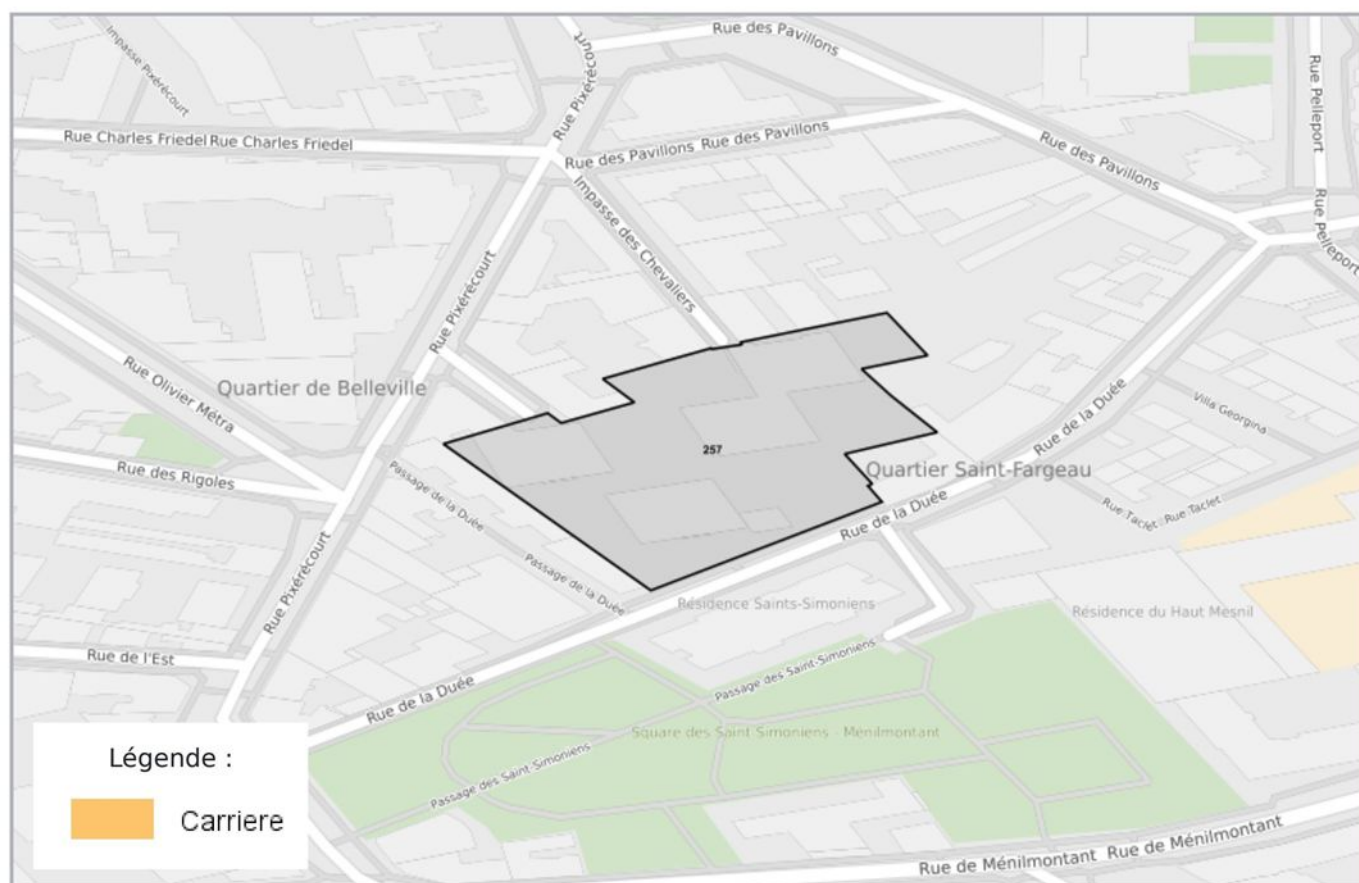 Rue des Pavillons
Impasse Pixérécourt
Rue Pixérécourt
Rue Pelleport
Rue Charles Friedel Rue Charles Friedel
Rue des Pavillons Rue des Pavillons
Rue des Pavillons
Impasse des Chevaliers
Rue Pelleport
Rue Pixérécourt
Rue Olivier Métra
Quartier de Belleville
Villa Georgina
Rue de la Duée
257
Quartier Saint-Fargeau
Rue des Rigoles
Passage de la Duée
Rue de la Duée
Rue Taclet Rue Taclet
Passage de la Duée
Rue Pixérécourt
Résidence Saints-Simoniens
Résidence du Haut Mesnil
Rue de l'Est
Passage des Saint-Simoniens
Rue de la Duée
Square des Saint Simoniens - Ménilmontant
Passage des Saint-Simoniens
Légende :
Carriere
Rue de Ménilmontant Rue de Ménilmontant